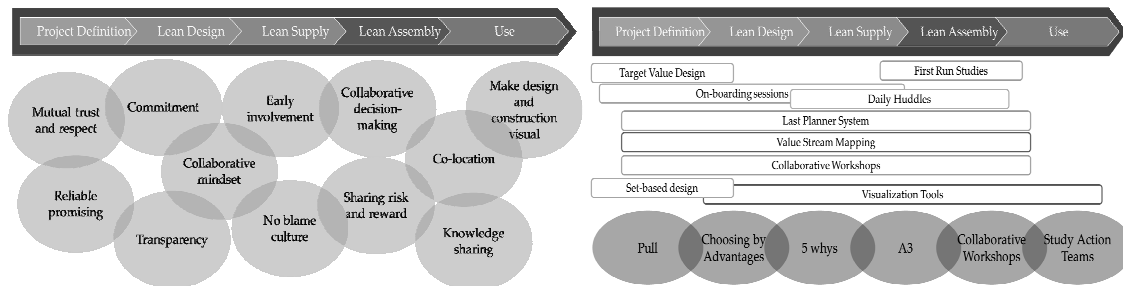 Project Definition
Lean Design
Lean Supply
Lean Assembly
Use
Mutual trust
and respect
Commitment
Early
involvement
Collaborative
decision-
making
Make design
and
construction
visual
Collaborative
mindset
Co-location
Reliable
promising
Transparency
No blame
culture
Sharing risk
and reward
Knowledge
sharing
Project Definition
Lean Design
Lean Supply
Lean Assembly
Use
Target Value Design
First Run Studies
On-boarding sessions
Daily Huddles
Last Planner System
Value Stream Mapping
Collaborative Workshops
Set-based design
Visualization Tools
Pull
Choosing by
Advantages
5 whys
A3
Collaborative
Workshops
Study Action
Teams